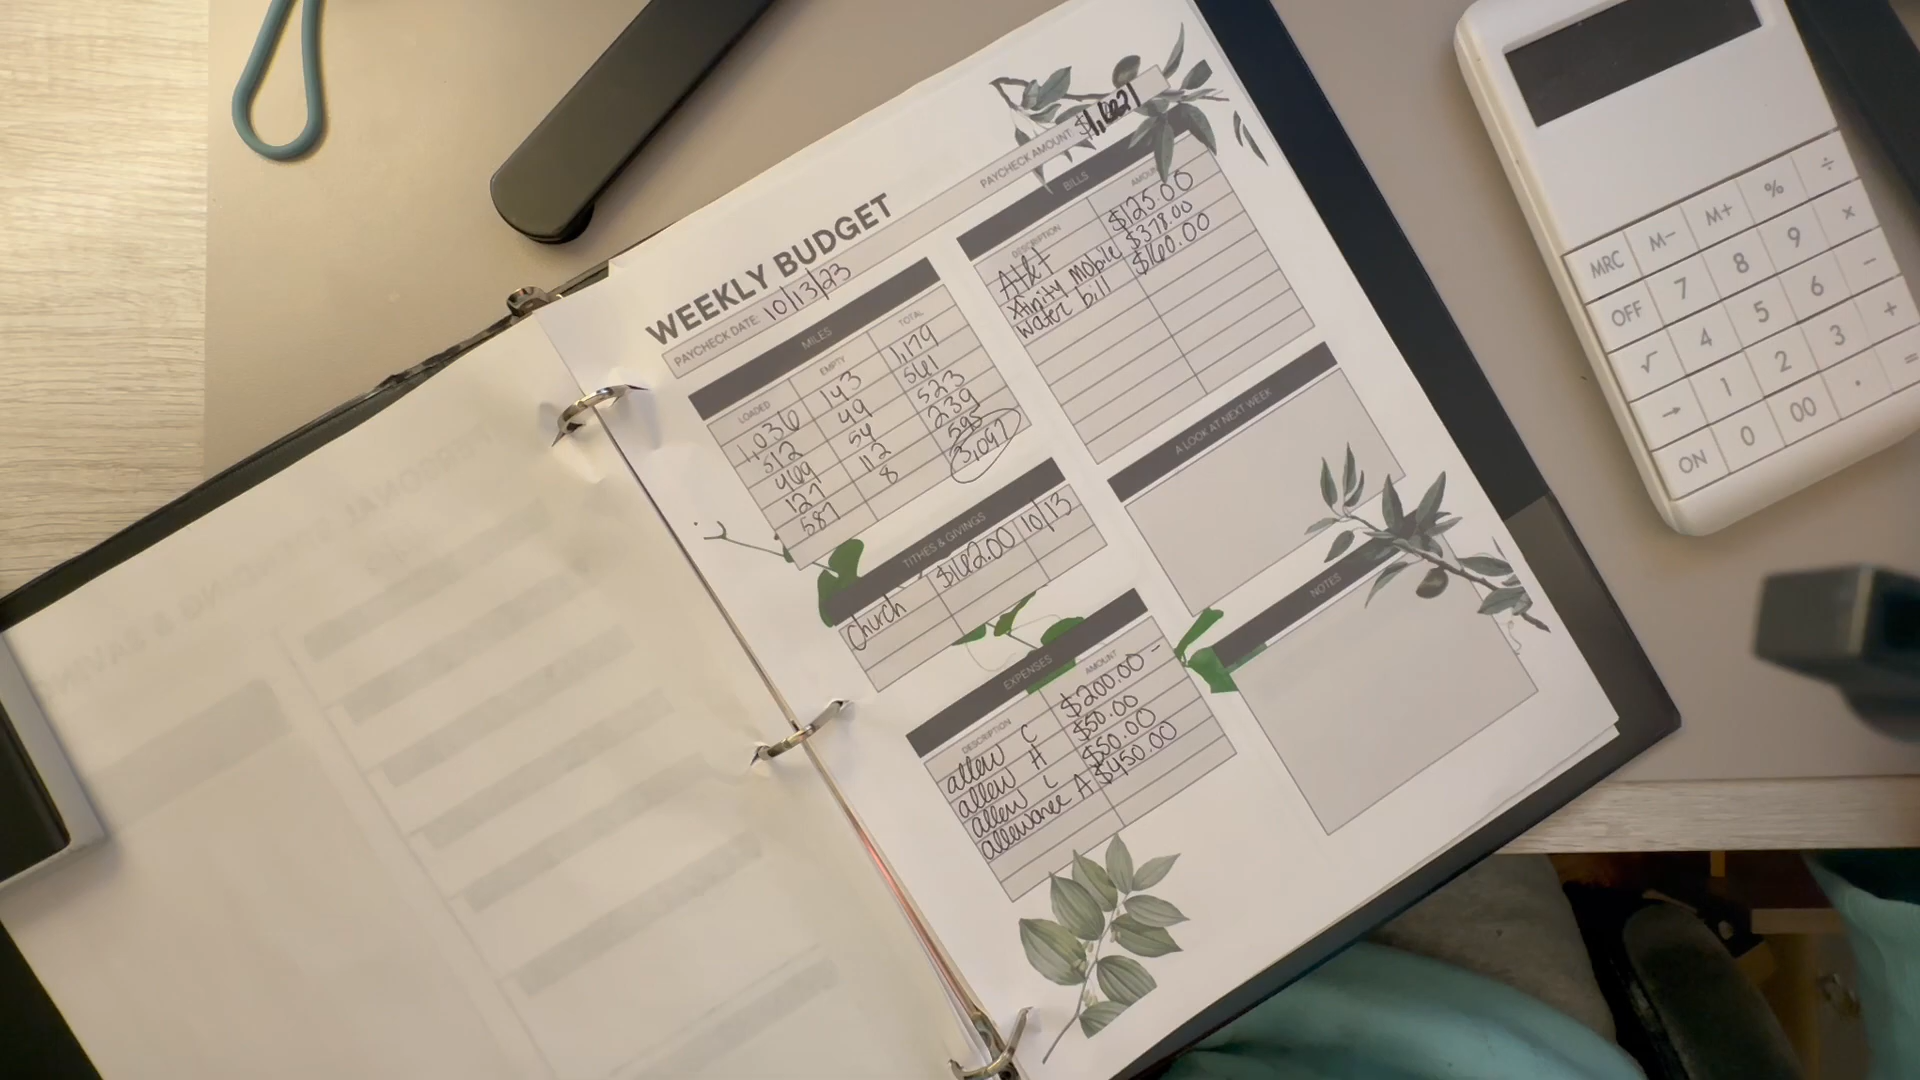 WEEKLY BUDGET
PAYCHECK DATE: 10/13/23
PAYCHECK AMOUNT: $1,621
MILES
LOADED EMPTY TOTAL
1,036 143 1,179
512 49 561
469 54 523
127 112 239
587 8 595
3,097
TITHES & GIVINGS
Church $162.00 10/13
EXPENSES
DESCRIPTION AMOUNT
allow C $200.00 -
allow H $50.00
allow L $50.00
allowance A $450.00
BILLS
DESCRIPTION AMOUNT
At&t $125.00
xfinity mobile $378.00
water bill $160.00
A LOOK AT NEXT WEEK
NOTES
MRC M- M+ % ÷
OFF 7 8 9 ×
√ 4 5 6 -
→ 1 2 3 +
ON 0 00 . =